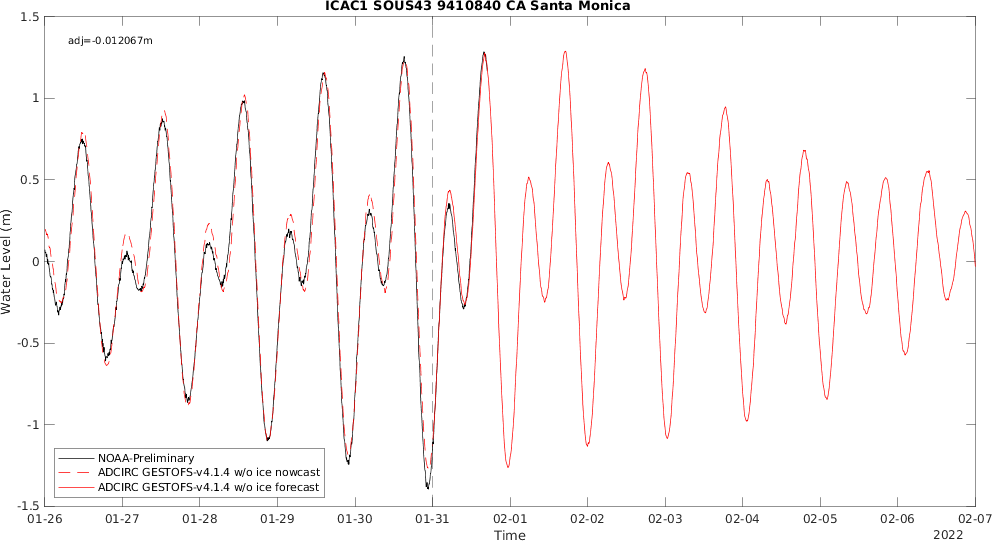 ICAC1 SOUS43 9410840 CA Santa Monica
adj=-0.012067m
1.5
1
0.5
0
-0.5
-1
-1.5
Water Level (m)
NOAA-Preliminary
ADCIRC GESTOFS-v4.1.4 w/o ice nowcast
ADCIRC GESTOFS-v4.1.4 w/o ice forecast
01-26 01-27 01-28 01-29 01-30 01-31 02-01 02-02 02-03 02-04 02-05 02-06 02-07
Time
2022